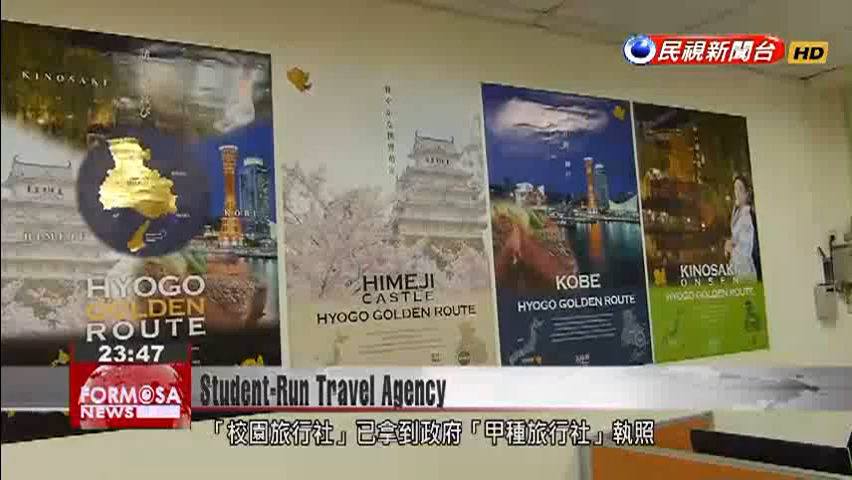 民視新聞台 HD
KINOSAKI
HIMEJI
KOBE
HYOGO
GOLDEN
ROUTE
HIMEJI
CASTLE
HYOGO GOLDEN ROUTE
KOBE
HYOGO GOLDEN ROUTE
KINOSAKI
ONSEN
HYOGO GOLDEN ROUTE
23:47
FORMOSA
NEWS
Student-Run Travel Agency
「校園旅行社」已拿到政府「甲種旅行社」執照